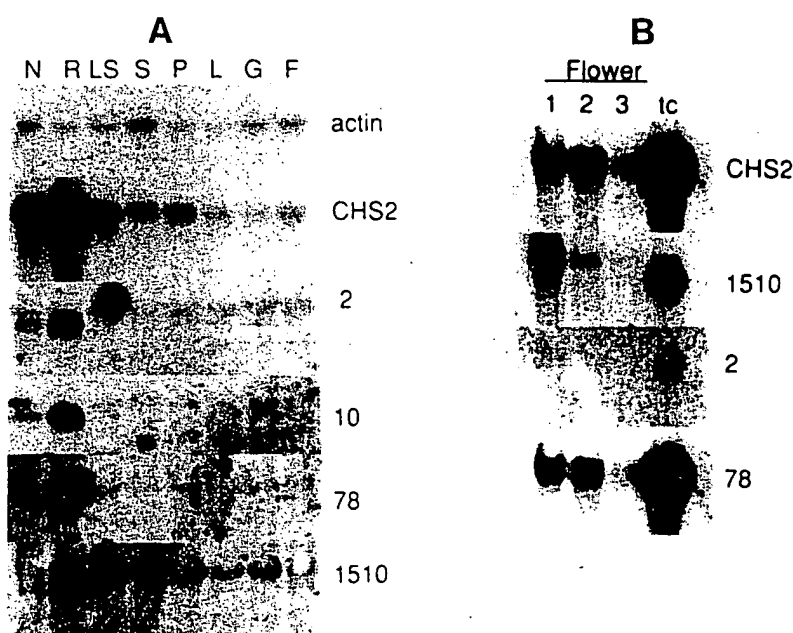 A
N R LS S P L G F
actin
CHS2
2
10
78
1510
B
Flower
1 2 3 tc
CHS2
1510
2
78